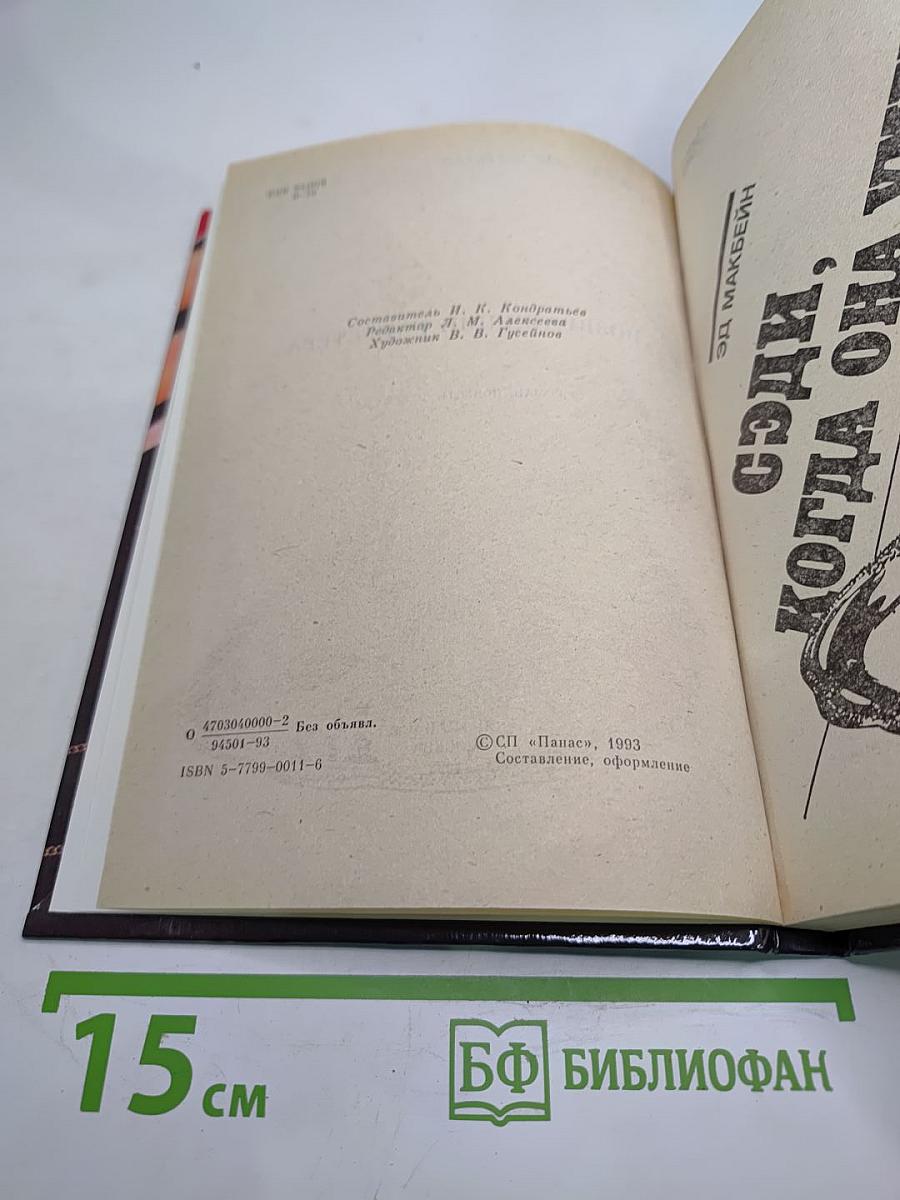 Составитель И. К. Кондратьев
Редактор Л. М. Алексеева
Художник В. В. Гусейнов
О 4703040000-2 Без объявл.
94501-93
ISBN 5-7799-0011-6
© СП «Панас», 1993
Составление, оформление
ЭД МАКБЕЙН
СЭДИ,
КОГДА ОНА
15 см
БФ БИБЛИОФАН